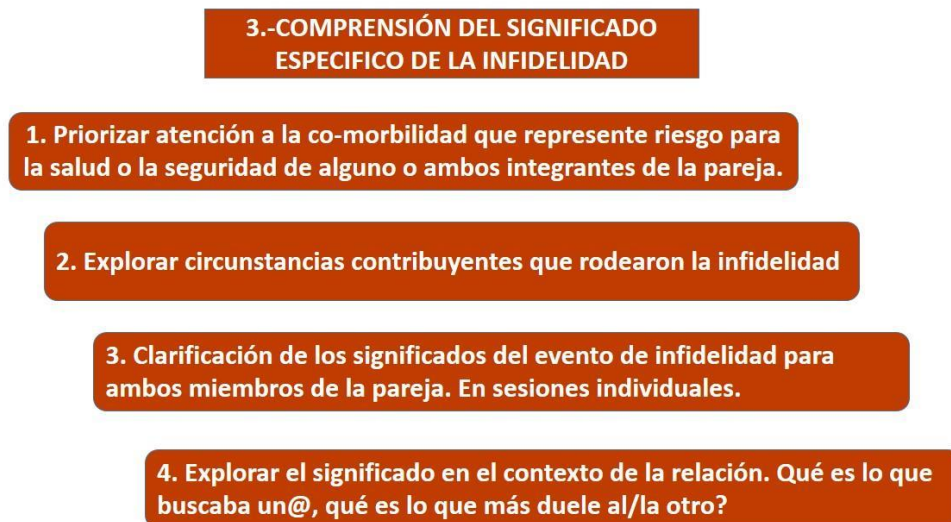 3.-COMPRENSIÓN DEL SIGNIFICADO
ESPECIFICO DE LA INFIDELIDAD
1. Priorizar atención a la co-morbilidad que represente riesgo para
la salud o la seguridad de alguno o ambos integrantes de la pareja.
2. Explorar circunstancias contribuyentes que rodearon la infidelidad
3. Clarificación de los significados del evento de infidelidad para
ambos miembros de la pareja. En sesiones individuales.
4. Explorar el significado en el contexto de la relación. Qué es lo que
buscaba un@, qué es lo que más duele al/la otro?